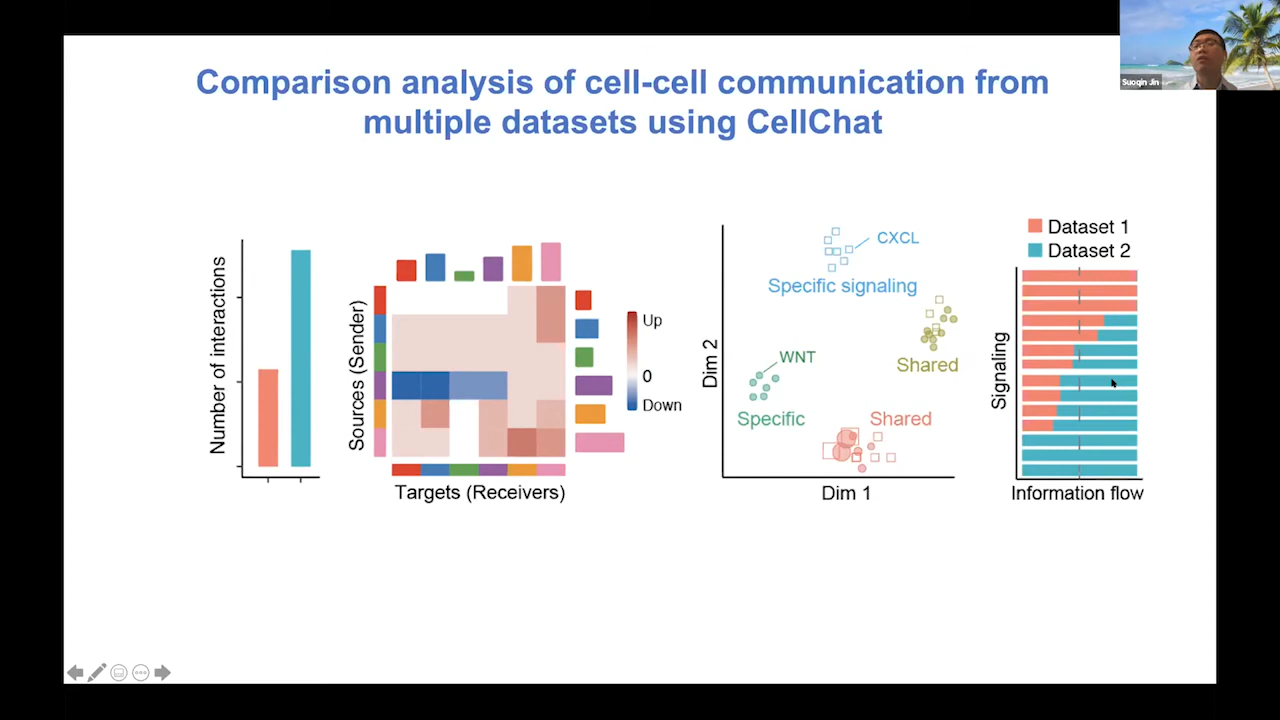 Comparison analysis of cell-cell communication from
multiple datasets using CellChat
Suoqin Jin
Number of interactions
Sources (Sender)
Targets (Receivers)
Up
0
Down
Dim 2
Dim 1
CXCL
Specific signaling
Shared
WNT
Specific
Shared
Dataset 1
Dataset 2
Signaling
Information flow